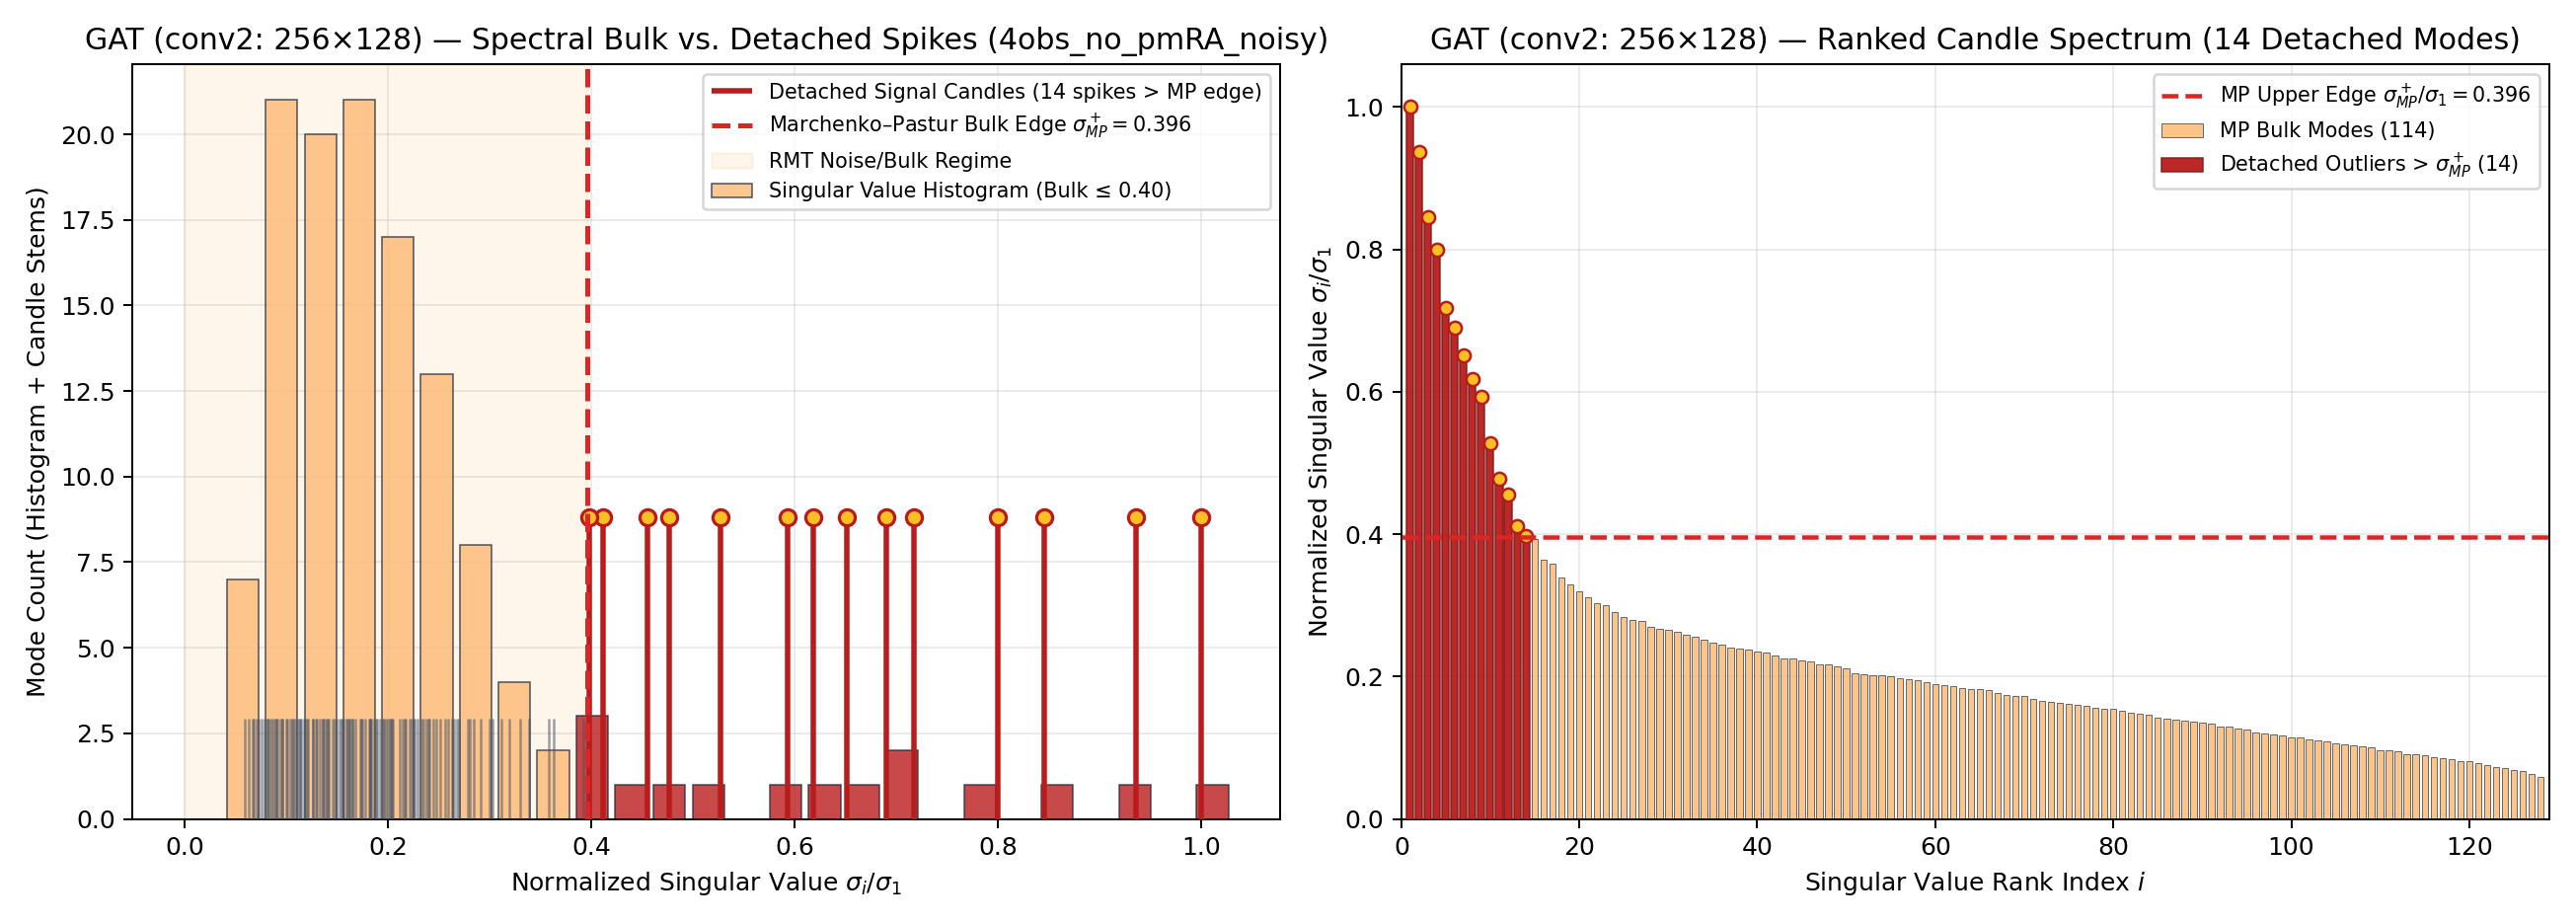 GAT (conv2: 256×128) — Spectral Bulk vs. Detached Spikes (4obs_no_pmRA_noisy)
Detached Signal Candles (14 spikes > MP edge)
Marchenko–Pastur Bulk Edge σ⁺_MP = 0.396
RMT Noise/Bulk Regime
Singular Value Histogram (Bulk ≤ 0.40)
Mode Count (Histogram + Candle Stems)
20.0
17.5
15.0
12.5
10.0
7.5
5.0
2.5
0.0
0.0 0.2 0.4 0.6 0.8 1.0
Normalized Singular Value σᵢ/σ₁
GAT (conv2: 256×128) — Ranked Candle Spectrum (14 Detached Modes)
MP Upper Edge σ⁺_MP/σ₁ = 0.396
MP Bulk Modes (114)
Detached Outliers > σ⁺_MP (14)
Normalized Singular Value σᵢ/σ₁
1.0
0.8
0.6
0.4
0.2
0.0
0 20 40 60 80 100 120
Singular Value Rank Index i